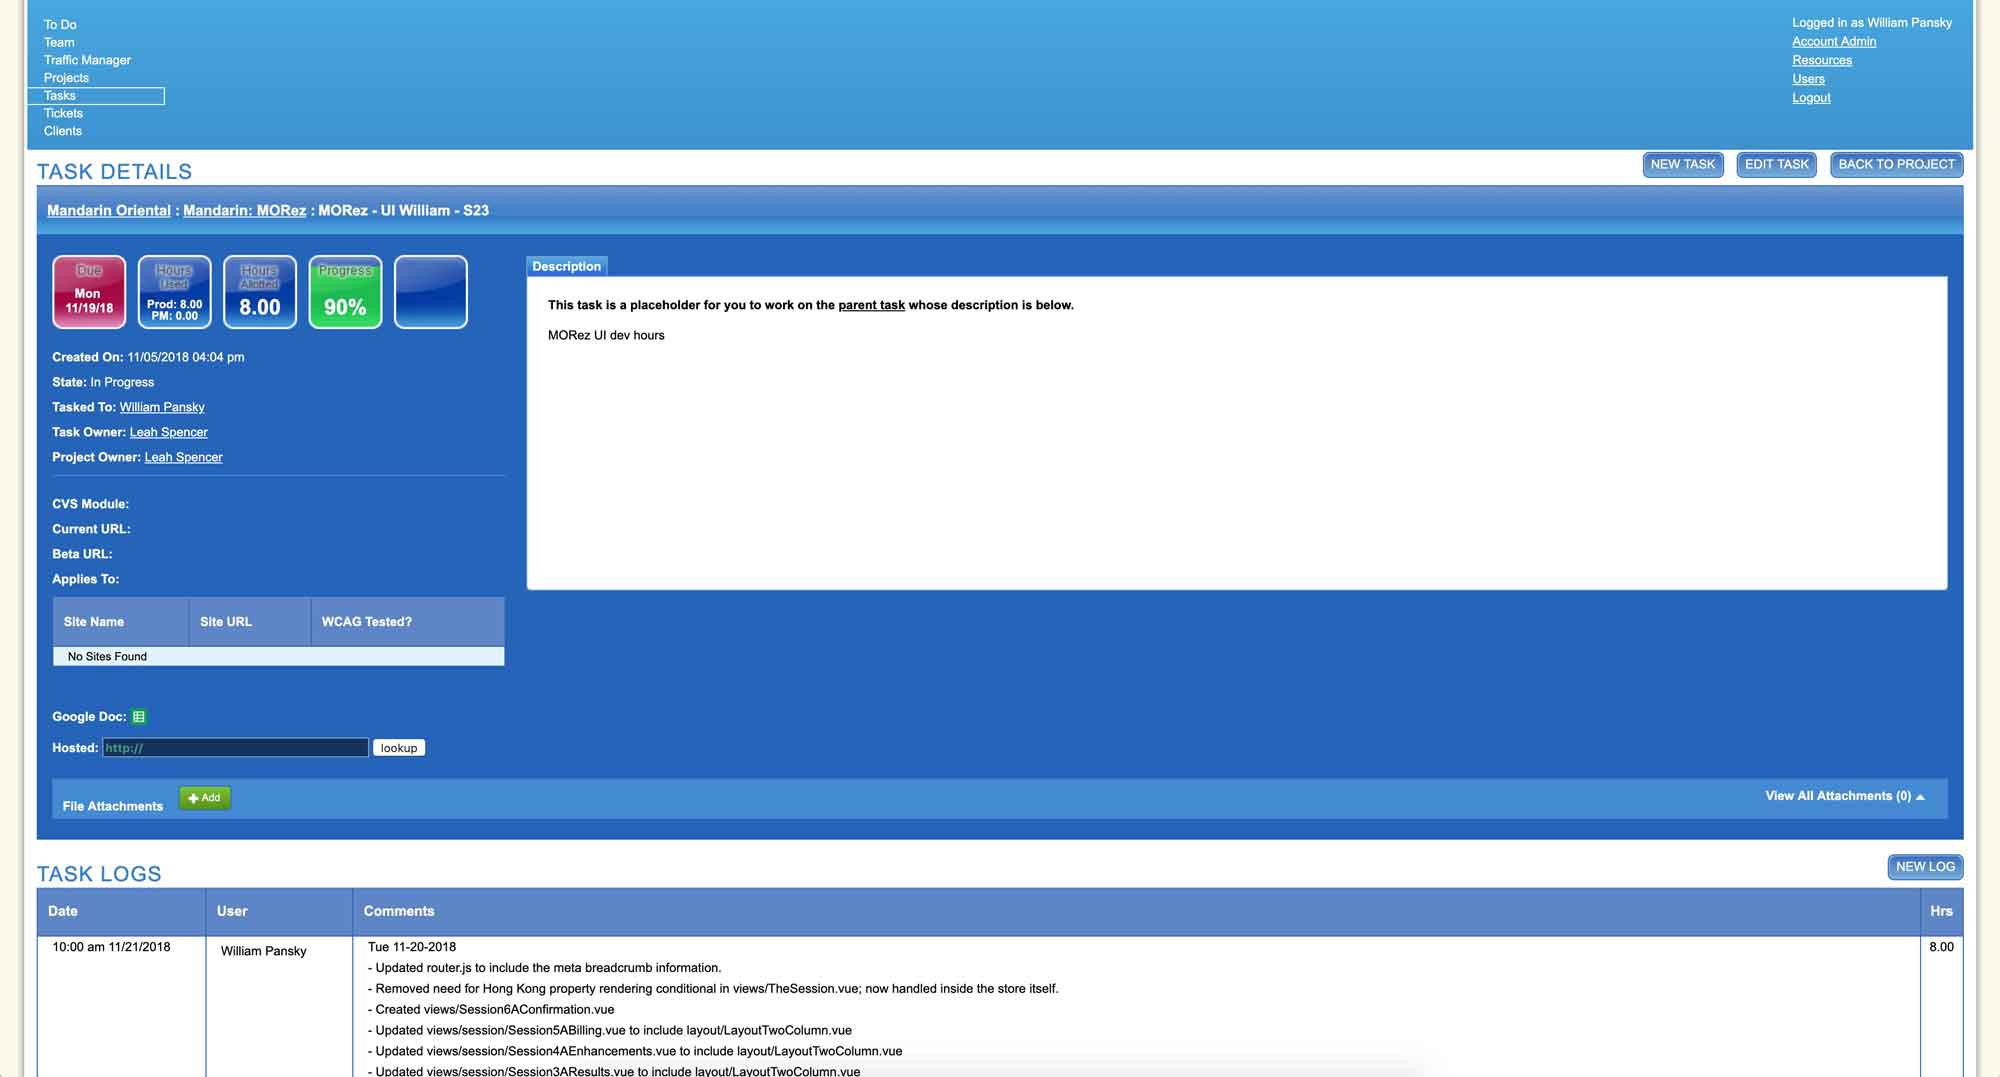 To Do
Team
Traffic Manager
Projects
Tasks
Tickets
Clients
Logged in as William Pansky
Account Admin
Resources
Users
Logout
TASK DETAILS
NEW TASK
EDIT TASK
BACK TO PROJECT
Mandarin Oriental : Mandarin: MORez : MORez - UI William - S23
Due
Mon
11/19/18
Hours
Used
Prod: 8.00
PM: 0.00
Hours
Allotted
8.00
Progress
90%
Created On: 11/05/2018 04:04 pm
State: In Progress
Tasked To: William Pansky
Task Owner: Leah Spencer
Project Owner: Leah Spencer
CVS Module:
Current URL:
Beta URL:
Applies To:
Site Name Site URL WCAG Tested?
No Sites Found
Google Doc:
Hosted: http:// lookup
Description
This task is a placeholder for you to work on the parent task whose description is below.
MORez UI dev hours
File Attachments
Add
View All Attachments (0)
TASK LOGS
NEW LOG
Date User Comments Hrs
10:00 am 11/21/2018
William Pansky
Tue 11-20-2018
8.00
- Updated router.js to include the meta breadcrumb information.
- Removed need for Hong Kong property rendering conditional in views/TheSession.vue; now handled inside the store itself.
- Created views/Session6AConfirmation.vue
- Updated views/session/Session5ABilling.vue to include layout/LayoutTwoColumn.vue
- Updated views/session/Session4AEnhancements.vue to include layout/LayoutTwoColumn.vue
- Updated views/session/Session3AResults.vue to include layout/LayoutTwoColumn.vue